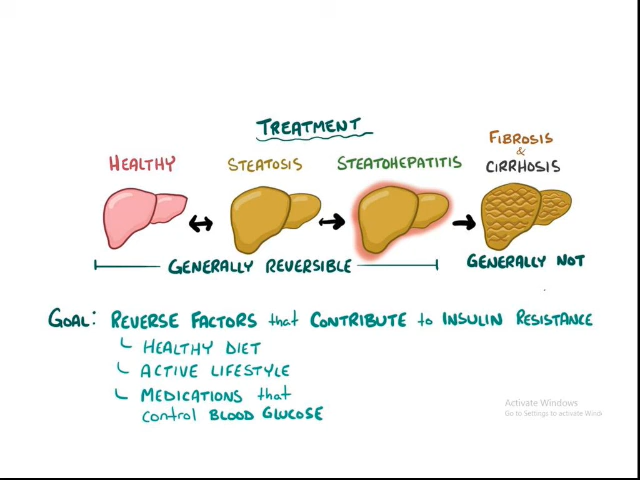 TREATMENT
HEALTHY
STEATOSIS
STEATOHEPATITIS
FIBROSIS
&
CIRRHOSIS
GENERALLY REVERSIBLE
GENERALLY NOT
GOAL: REVERSE FACTORS that CONTRIBUTE to INSULIN RESISTANCE
HEALTHY DIET
ACTIVE LIFESTYLE
MEDICATIONS that
control BLOOD GLUCOSE
Activate Windows
Go to Settings to activate Wind